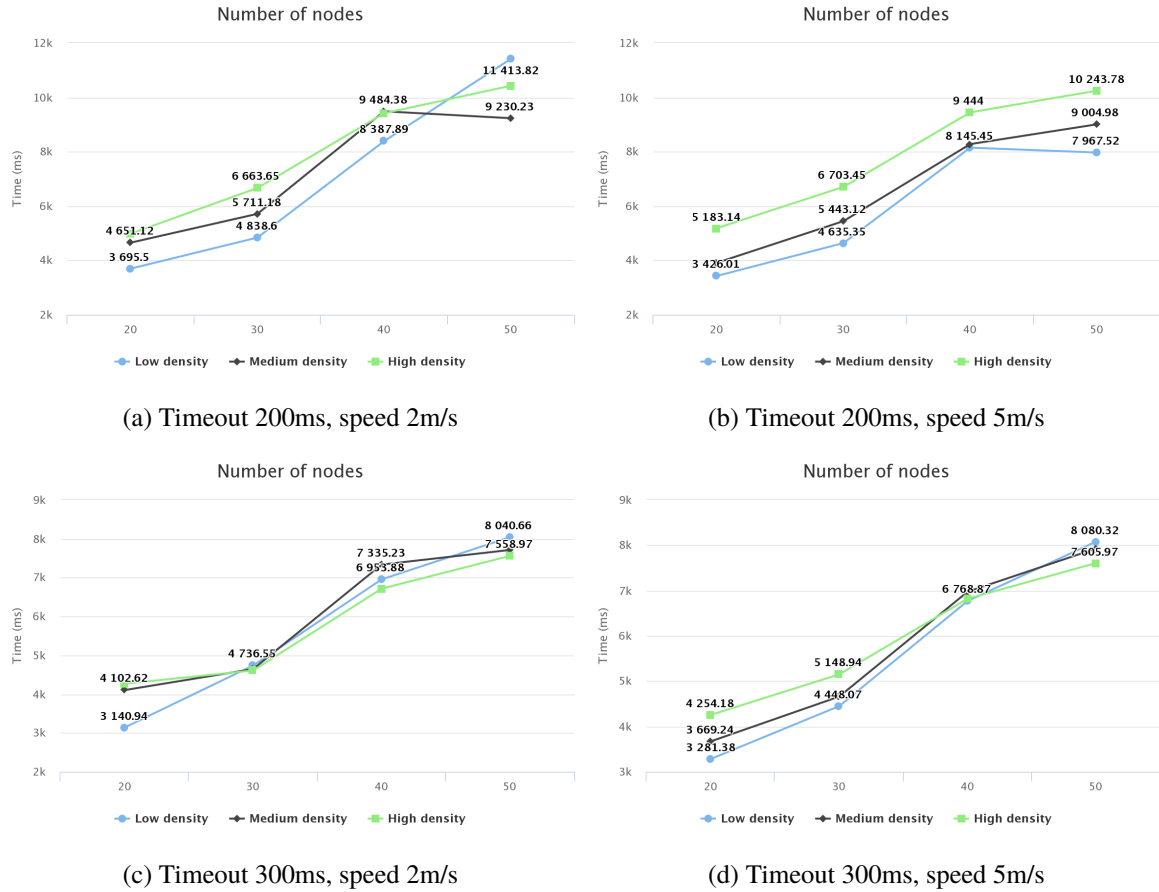 Number of nodes
12k
10k
8k
6k
4k
2k
Time (ms)
11 413.82
9 484.38
9 230.23
8 387.89
6 663.65
5 711.18
4 838.6
4 651.12
3 695.5
20 30 40 50
Low density Medium density High density
(a) Timeout 200ms, speed 2m/s
Number of nodes
12k
10k
8k
6k
4k
2k
Time (ms)
10 243.78
9 444
9 004.98
8 145.45
7 967.52
6 703.45
5 443.12
5 183.14
4 635.35
3 426.01
20 30 40 50
Low density Medium density High density
(b) Timeout 200ms, speed 5m/s
Number of nodes
9k
8k
7k
6k
5k
4k
3k
2k
Time (ms)
8 040.66
7 558.97
7 335.23
6 953.88
4 736.55
4 102.62
3 140.94
20 30 40 50
Low density Medium density High density
(c) Timeout 300ms, speed 2m/s
Number of nodes
9k
8k
7k
6k
5k
4k
3k
Time (ms)
8 080.32
7 605.97
6 768.87
5 148.94
4 448.07
4 254.18
3 669.24
3 281.38
20 30 40 50
Low density Medium density High density
(d) Timeout 300ms, speed 5m/s